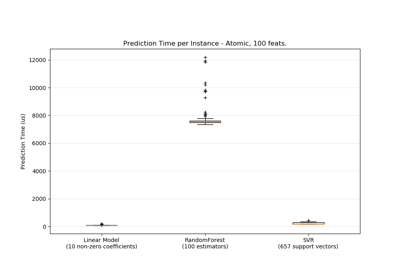 Prediction Time per Instance - Atomic, 100 feats.
12000
10000
8000
6000
4000
2000
0
Prediction Time (us)
Linear Model
(10 non-zero coefficients)
RandomForest
(100 estimators)
SVR
(657 support vectors)